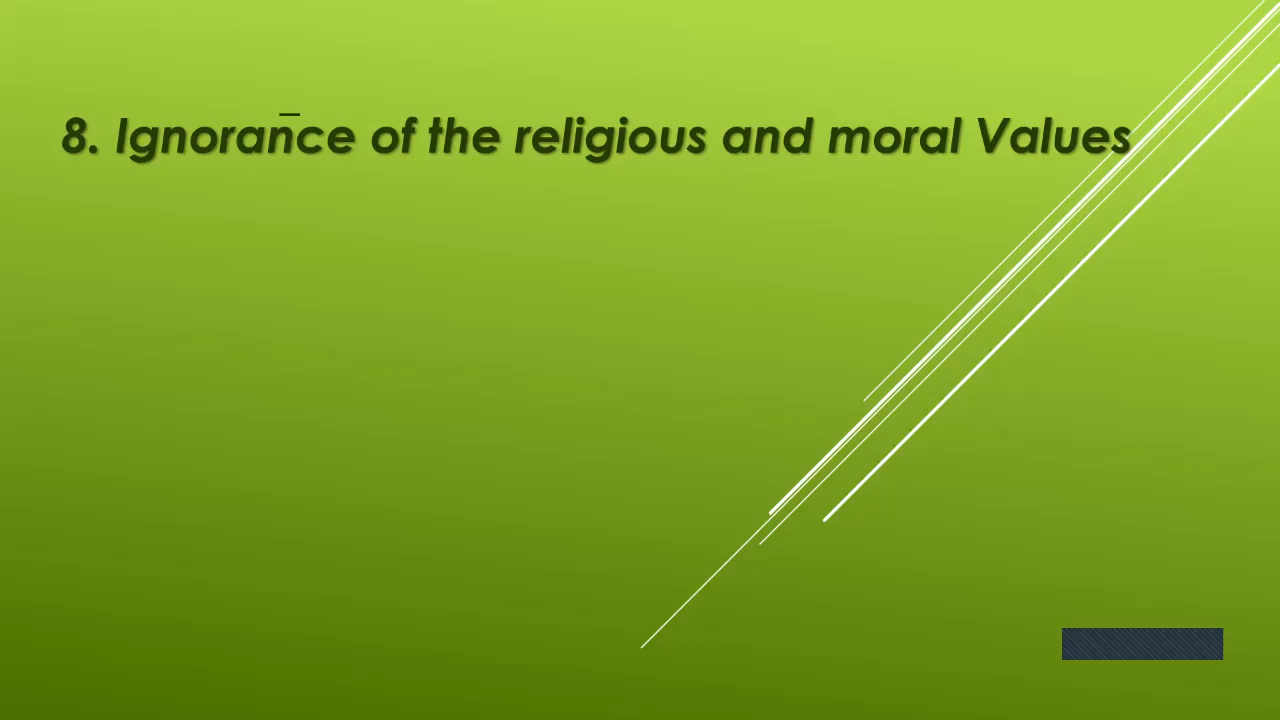 8. Ignorance of the religious and moral Values